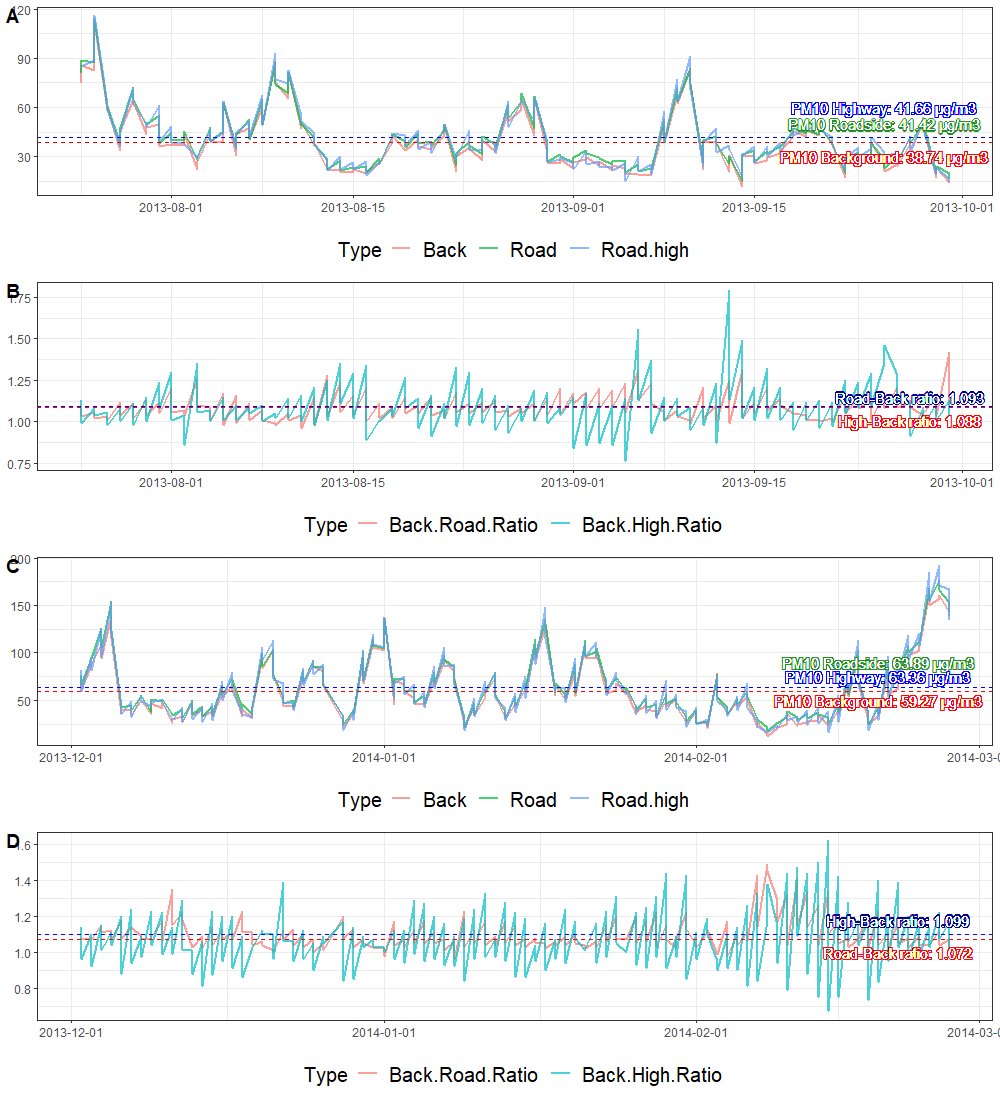 A
120
90
60
30
PM10 Highway: 41.66 µg/m3
PM10 Roadside: 41.42 µg/m3
PM10 Background: 38.74 µg/m3
2013-08-01 2013-08-15 2013-09-01 2013-09-15 2013-10-01
Type Back Road Road.high
B
1.75
1.50
1.25
1.00
0.75
Road-Back ratio: 1.093
High-Back ratio: 1.088
2013-08-01 2013-08-15 2013-09-01 2013-09-15 2013-10-01
Type Back.Road.Ratio Back.High.Ratio
C
200
150
100
50
PM10 Roadside: 63.89 µg/m3
PM10 Highway: 63.36 µg/m3
PM10 Background: 59.27 µg/m3
2013-12-01 2014-01-01 2014-02-01 2014-03-0
Type Back Road Road.high
D
1.6
1.4
1.2
1.0
0.8
High-Back ratio: 1.099
Road-Back ratio: 1.072
2013-12-01 2014-01-01 2014-02-01 2014-03-0
Type Back.Road.Ratio Back.High.Ratio